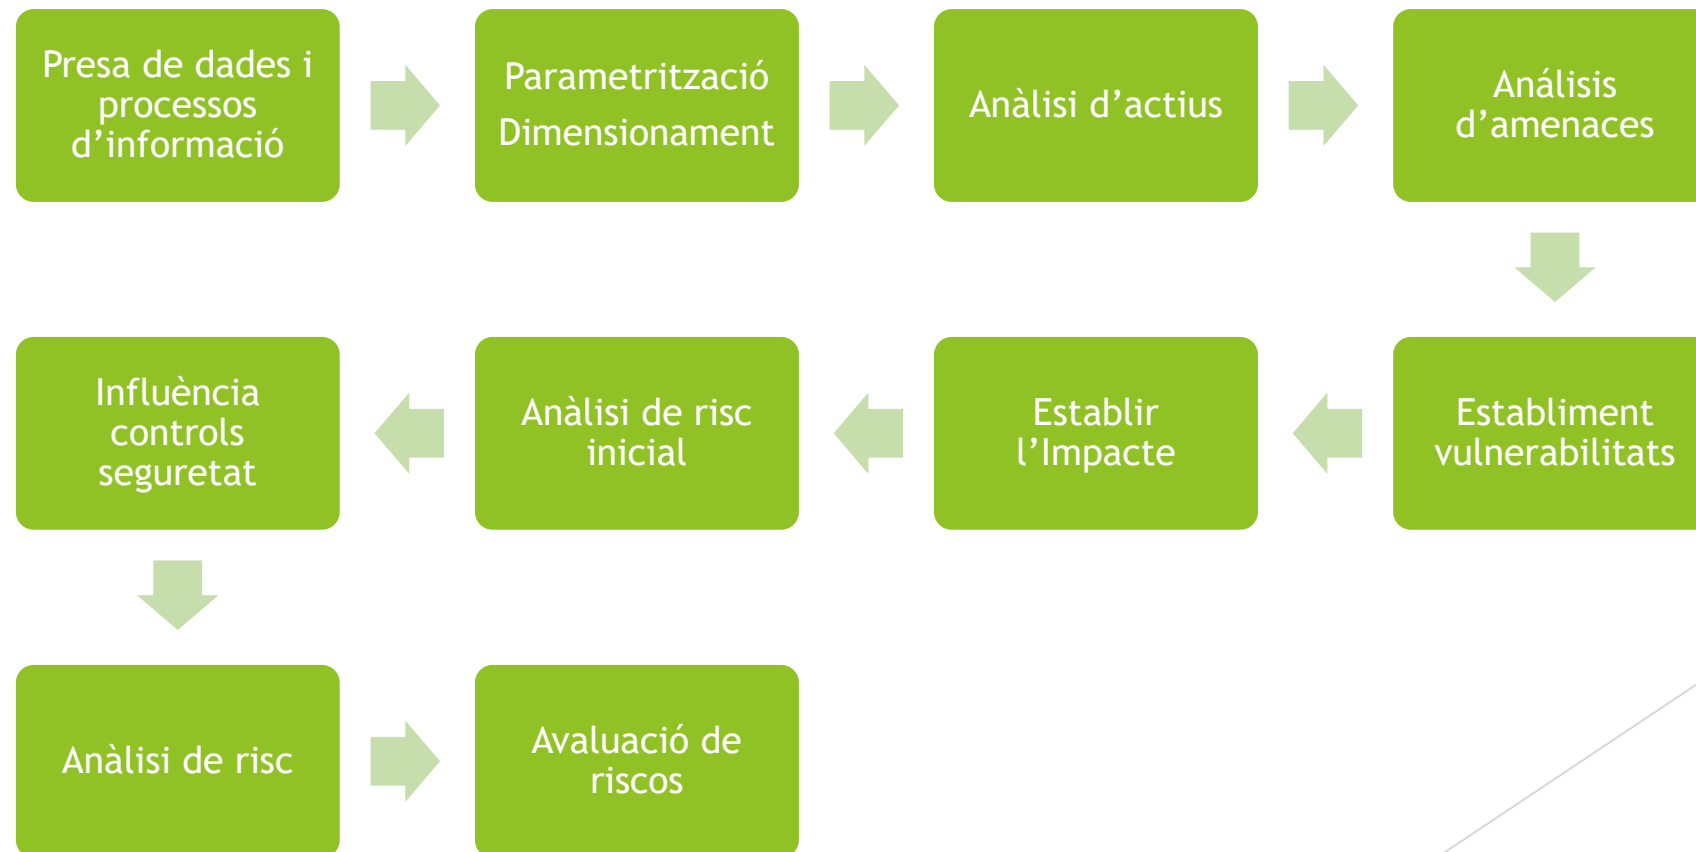 Presa de dades i
processos
d’informació
Parametrització
Dimensionament
Anàlisi d’actius
Análisis
d’amenaces
Influència
controls
seguretat
Anàlisi de risc
inicial
Establir
l’Impacte
Establiment
vulnerabilitats
Anàlisi de risc
Avaluació de
riscos